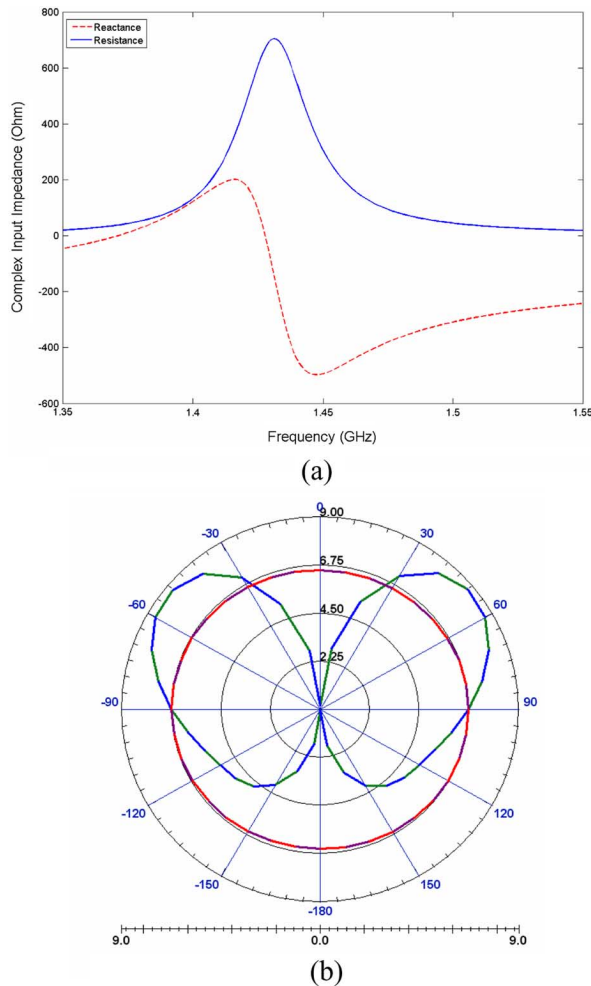 800
Reactance
Resistance
600
400
200
0
-200
-400
-600
Complex Input Impedance (Ohm)
1.35 1.4 1.45 1.5 1.55
Frequency (GHz)
(a)
0
9.00
-30 30
6.75
-60 60
4.50
2.25
-90 90
-120 120
-150 150
-180
9.0 0.0 9.0
(b)